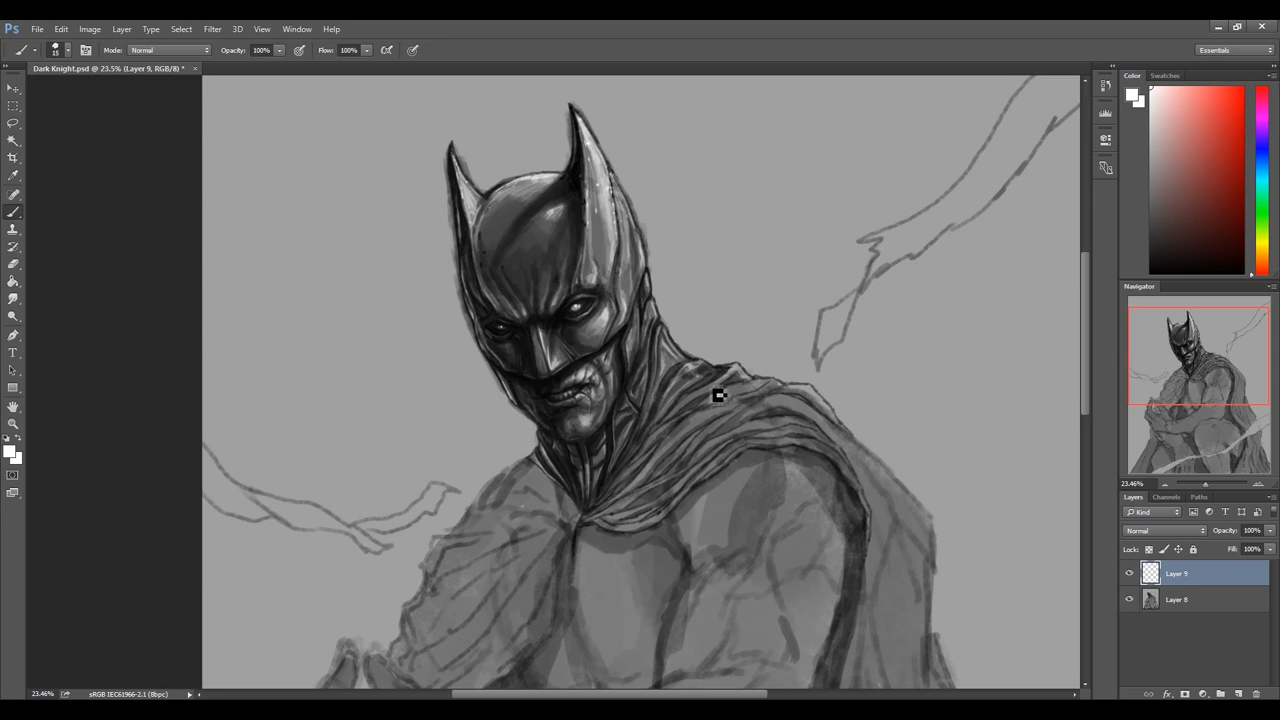 Ps File Edit Image Layer Type Select Filter 3D View Window Help
15 Mode: Normal Opacity: 100% Flow: 100% Essentials
Dark Knight.psd @ 23.5% (Layer 9, RGB/8) * ×
Color Swatches
Navigator
23.46%
Layers Channels Paths
Kind
Normal Opacity: 100%
Lock: Fill: 100%
Layer 9
Layer 8
23.46% sRGB IEC61966-2.1 (8bpc)